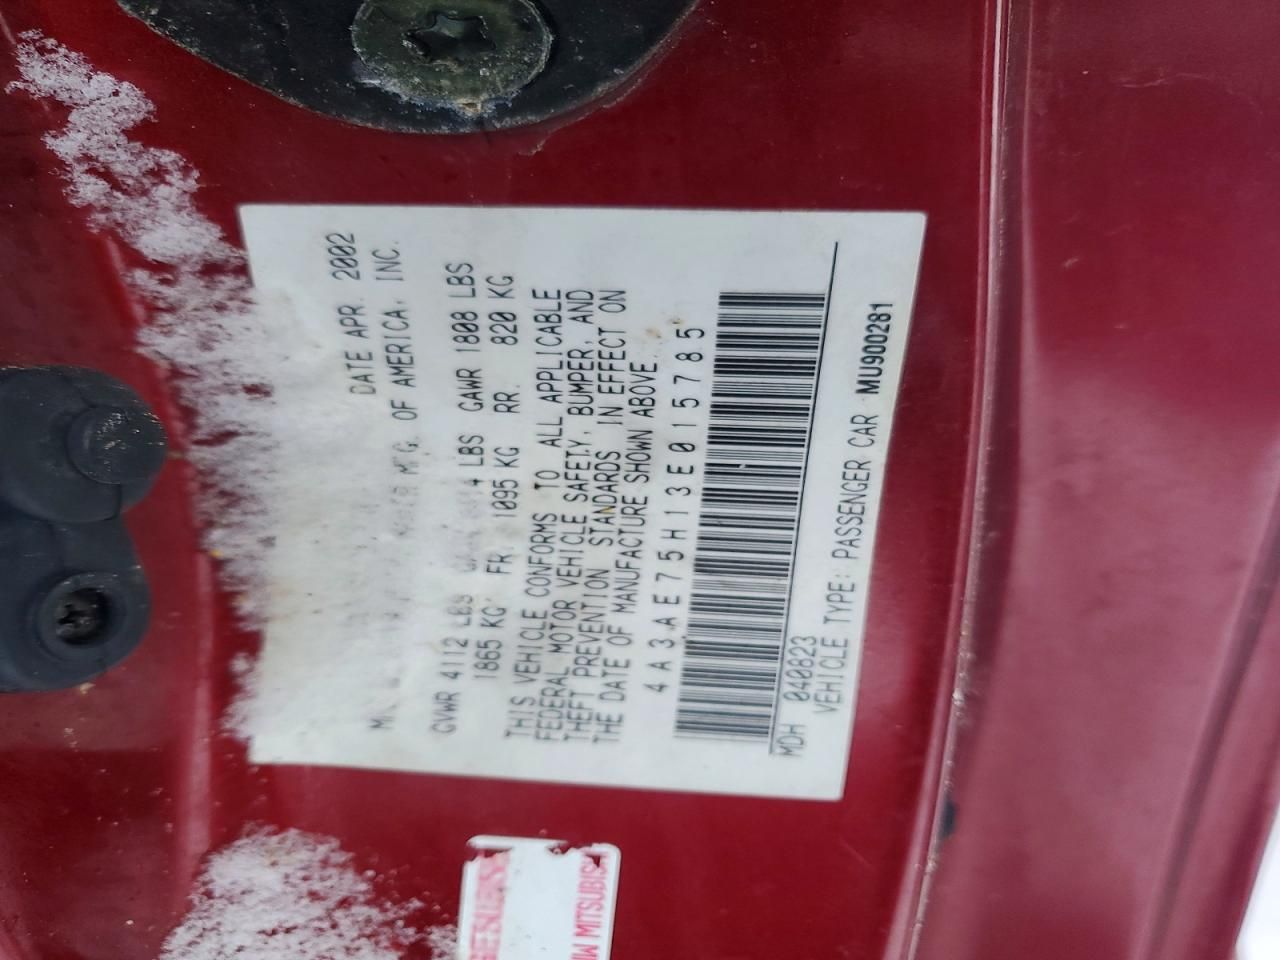 DATE APR. 2002
MFG. OF AMERICA, INC.
GVWR 4112 LBS LBS GAWR 1808 LBS
1865 KG FR. 1095 KG RR. 820 KG
THIS VEHICLE CONFORMS TO ALL APPLICABLE
FEDERAL MOTOR VEHICLE SAFETY, BUMPER, AND
THEFT PREVENTION STANDARDS IN EFFECT ON
THE DATE OF MANUFACTURE SHOWN ABOVE.
4A3AE75H13E015785
MDH 040823
VEHICLE TYPE: PASSENGER CAR MU900281
MITSUBISHI